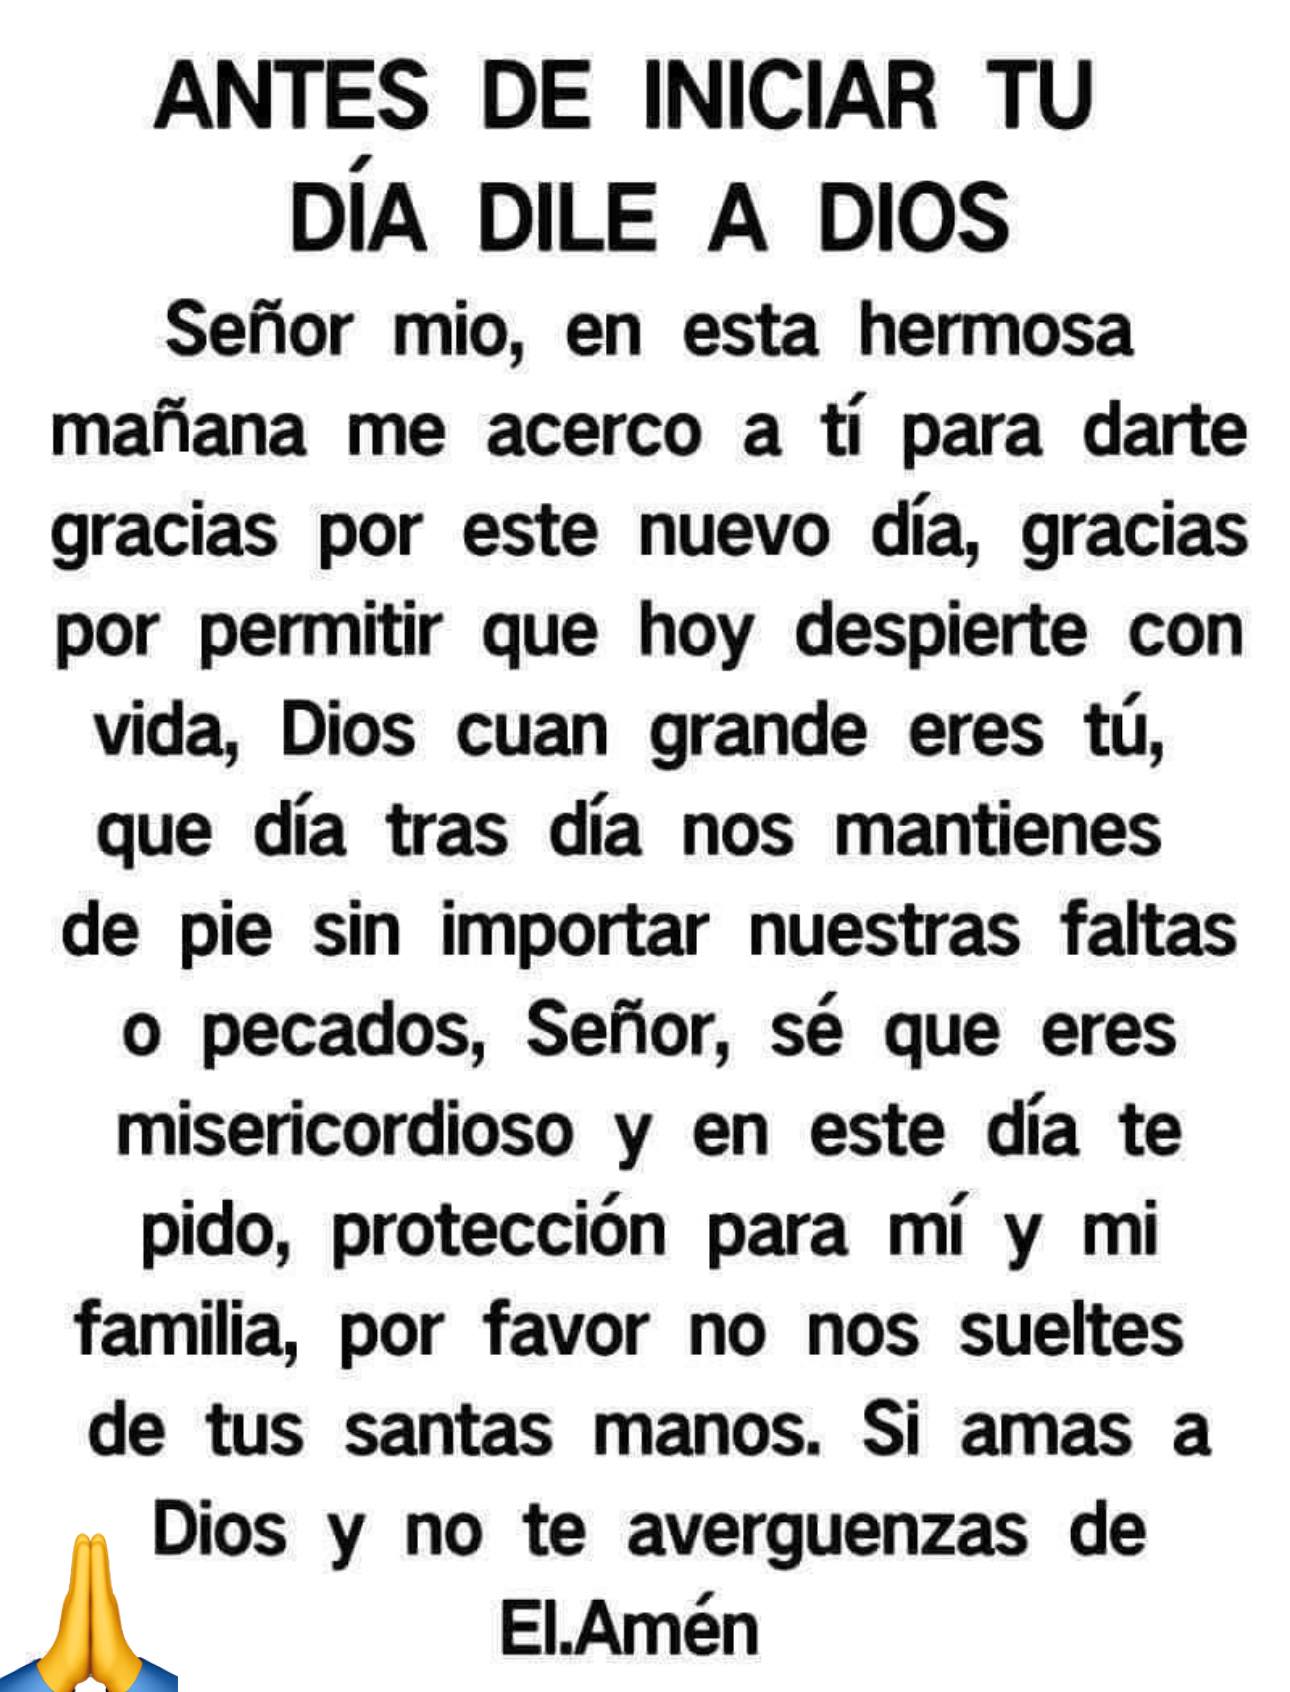 ANTES DE INICIAR TU
DÍA DILE A DIOS
Señor mio, en esta hermosa
mañana me acerco a tí para darte
gracias por este nuevo día, gracias
por permitir que hoy despierte con
vida, Dios cuan grande eres tú,
que día tras día nos mantienes
de pie sin importar nuestras faltas
o pecados, Señor, sé que eres
misericordioso y en este día te
pido, protección para mí y mi
familia, por favor no nos sueltes
de tus santas manos. Si amas a
Dios y no te averguenzas de
El.Amén